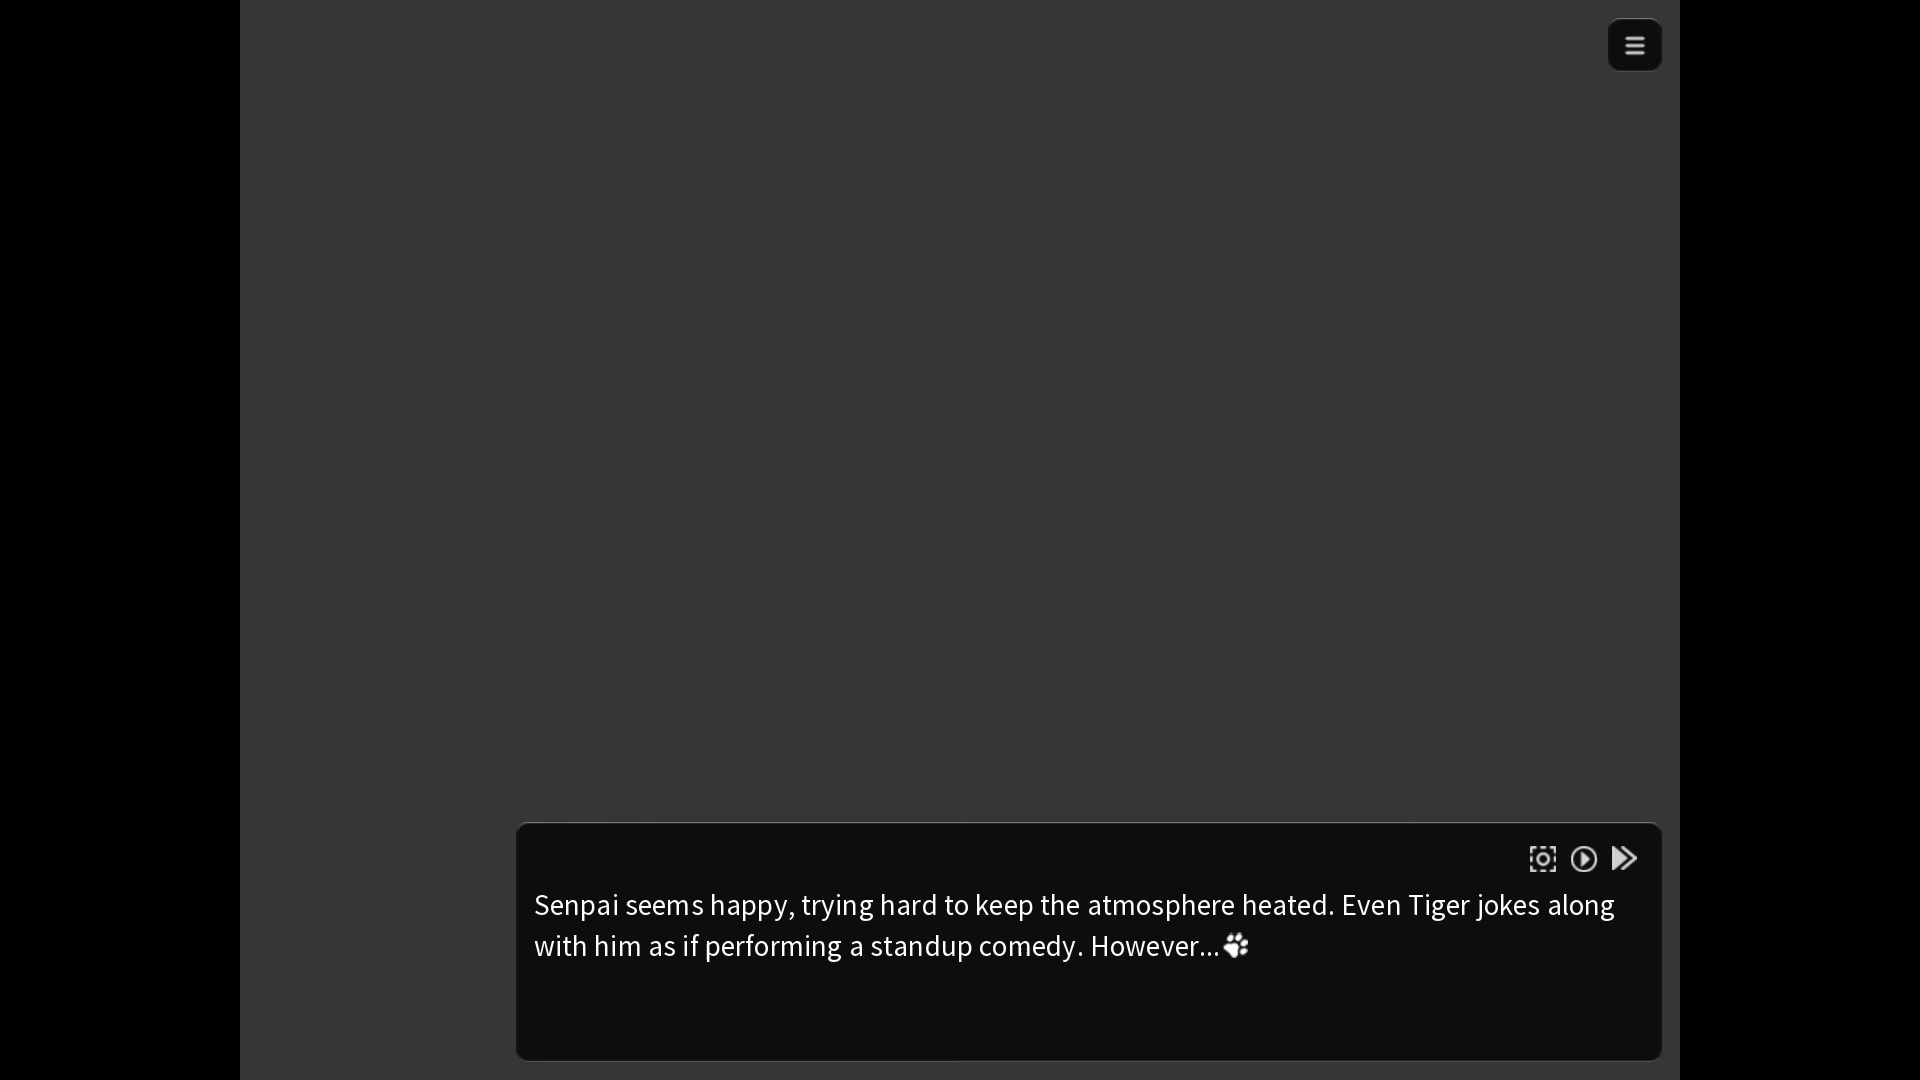 Senpai seems happy, trying hard to keep the atmosphere heated. Even Tiger jokes along
with him as if performing a standup comedy. However...